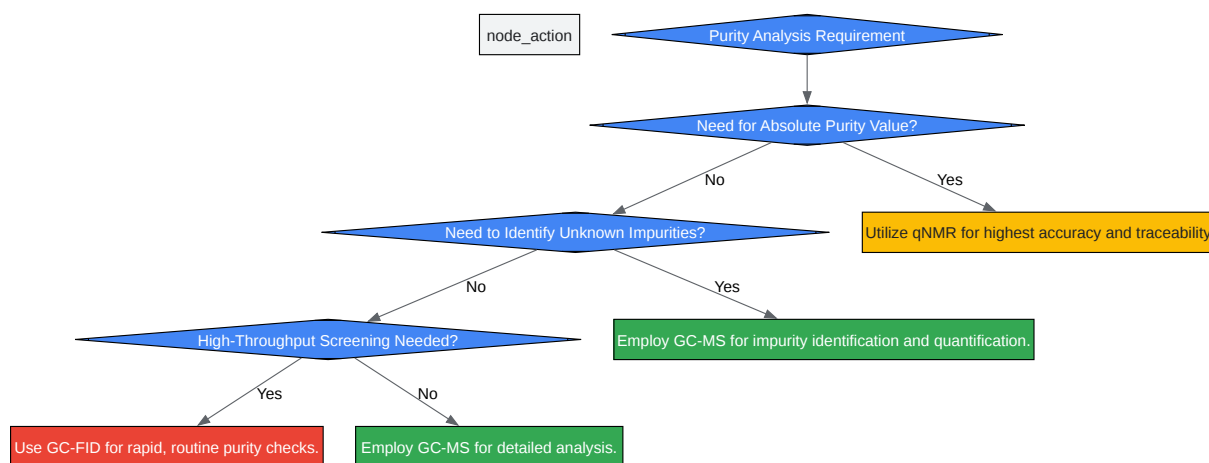 node_action
Purity Analysis Requirement
Need for Absolute Purity Value?
No
Yes
Need to Identify Unknown Impurities?
Utilize qNMR for highest accuracy and traceability
No
Yes
High-Throughput Screening Needed?
Employ GC-MS for impurity identification and quantification.
Yes
No
Use GC-FID for rapid, routine purity checks.
Employ GC-MS for detailed analysis.